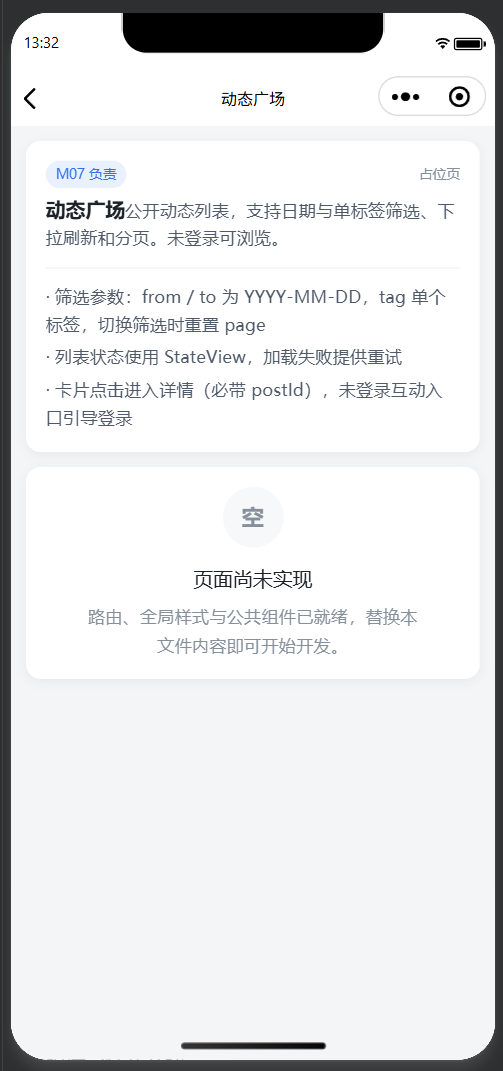 13:32
动态广场
M07 负责
占位页
动态广场公开动态列表，支持日期与单标签筛选、下
拉刷新和分页。未登录可浏览。
· 筛选参数：from / to 为 YYYY-MM-DD，tag 单个
标签，切换筛选时重置 page
· 列表状态使用 StateView，加载失败提供重试
· 卡片点击进入详情（必带 postId），未登录互动入
口引导登录
空
页面尚未实现
路由、全局样式与公共组件已就绪，替换本
文件内容即可开始开发。